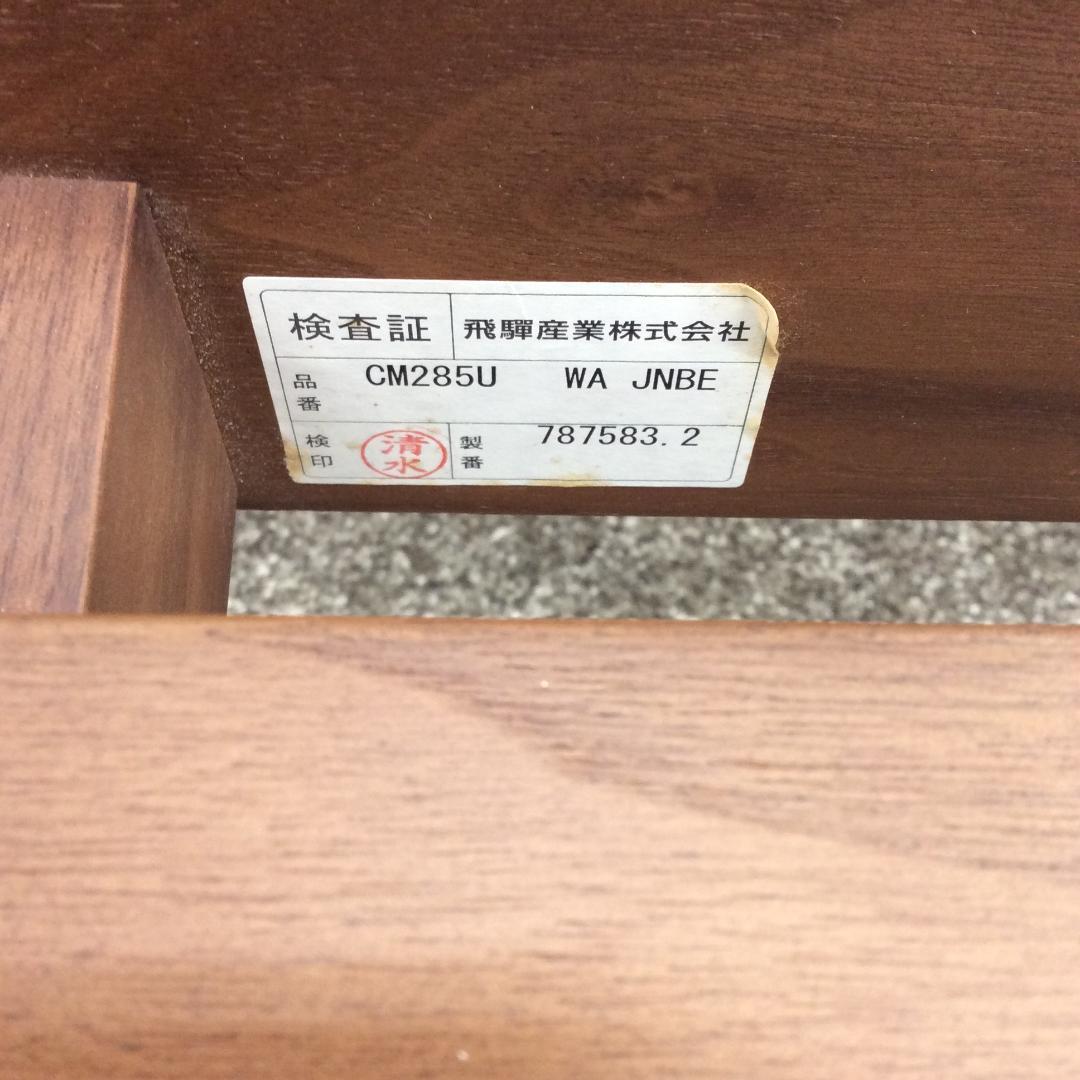 検査証 飛驒産業株式会社
品番 CM285U WA JNBE
検印 清水 製番 787583.2